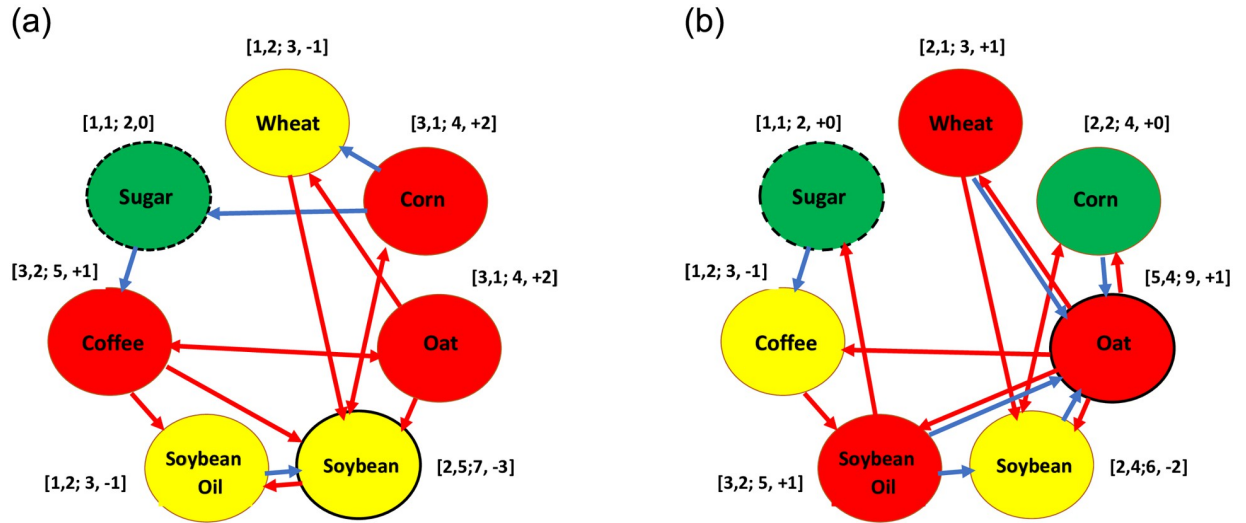 (a)
[1,2; 3, -1]
Wheat
[1,1; 2,0]
[3,1; 4, +2]
Sugar
Corn
[3,2; 5, +1]
[3,1; 4, +2]
Coffee
Oat
Soybean
Oil
Soybean
[1,2; 3, -1]
[2,5;7, -3]
(b)
[2,1; 3, +1]
Wheat
[1,1; 2, +0]
[2,2; 4, +0]
Sugar
Corn
[1,2; 3, -1]
[5,4; 9, +1]
Coffee
Oat
Soybean
Oil
Soybean
[3,2; 5, +1]
[2,4;6, -2]